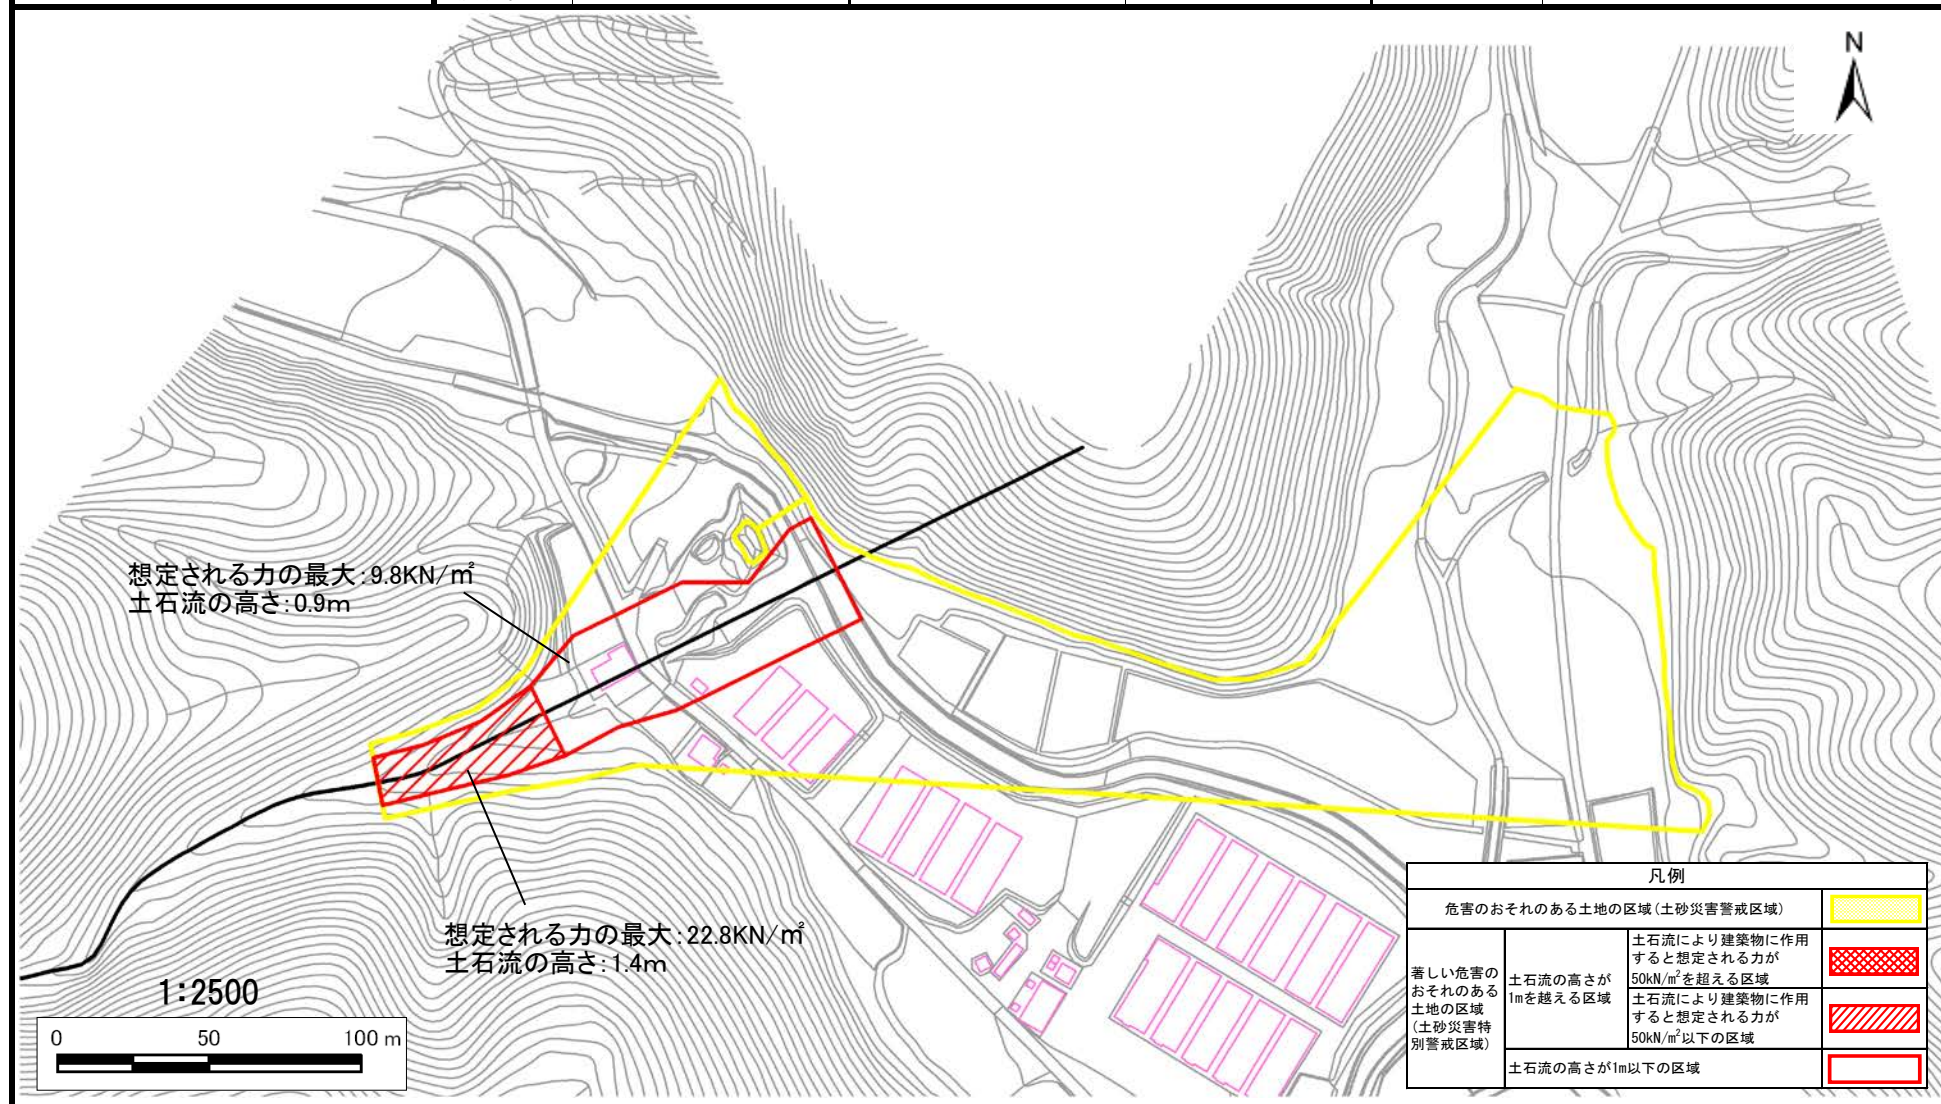 N
想定される力の最大:9.8KN/㎡
土石流の高さ:0.9m
想定される力の最大:22.8KN/㎡
土石流の高さ:1.4m
1:2500
0 50 100 m
凡例
危害のおそれのある土地の区域(土砂災害警戒区域)
著しい危害の
おそれのある
土地の区域
(土砂災害特
別警戒区域)
土石流の高さが
1mを越える区域
土石流により建築物に作用
すると想定される力が
50kN/㎡を超える区域
土石流により建築物に作用
すると想定される力が
50kN/㎡以下の区域
土石流の高さが1m以下の区域